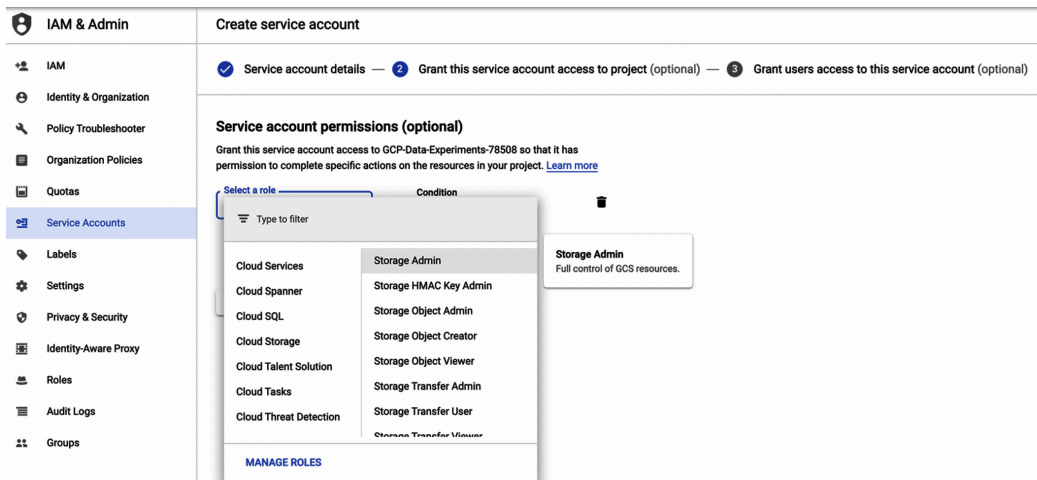 IAM & Admin
Create service account
IAM
Identity & Organization
Policy Troubleshooter
Organization Policies
Quotas
Service Accounts
Labels
Settings
Privacy & Security
Identity-Aware Proxy
Roles
Audit Logs
Groups
Service account details — 2 Grant this service account access to project (optional) — 3 Grant users access to this service account (optional)
Service account permissions (optional)
Grant this service account access to GCP-Data-Experiments-78508 so that it has
permission to complete specific actions on the resources in your project. Learn more
Select a role
Condition
Type to filter
Cloud Services
Cloud Spanner
Cloud SQL
Cloud Storage
Cloud Talent Solution
Cloud Tasks
Cloud Threat Detection
Storage Admin
Storage HMAC Key Admin
Storage Object Admin
Storage Object Creator
Storage Object Viewer
Storage Transfer Admin
Storage Transfer User
Storage Transfer Viewer
MANAGE ROLES
Storage Admin
Full control of GCS resources.